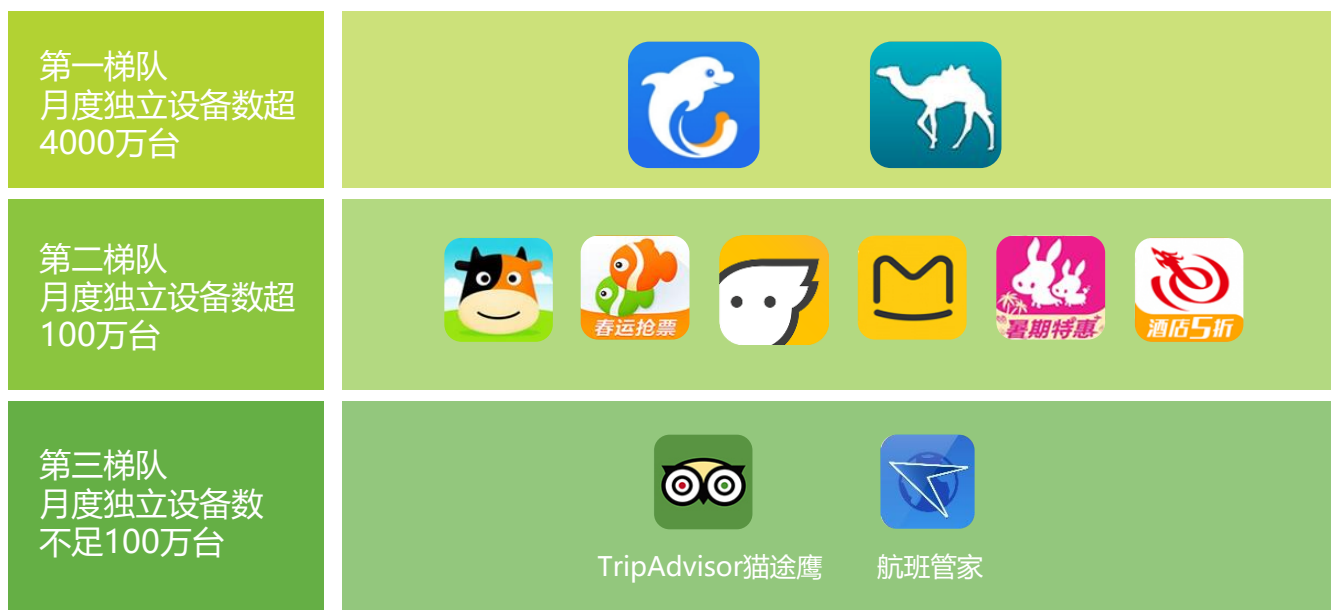 第一梯队
月度独立设备数超
4000万台
第二梯队
月度独立设备数超
100万台
春运抢票
暑期特惠
酒店5折
第三梯队
月度独立设备数
不足100万台
TripAdvisor猫途鹰
航班管家